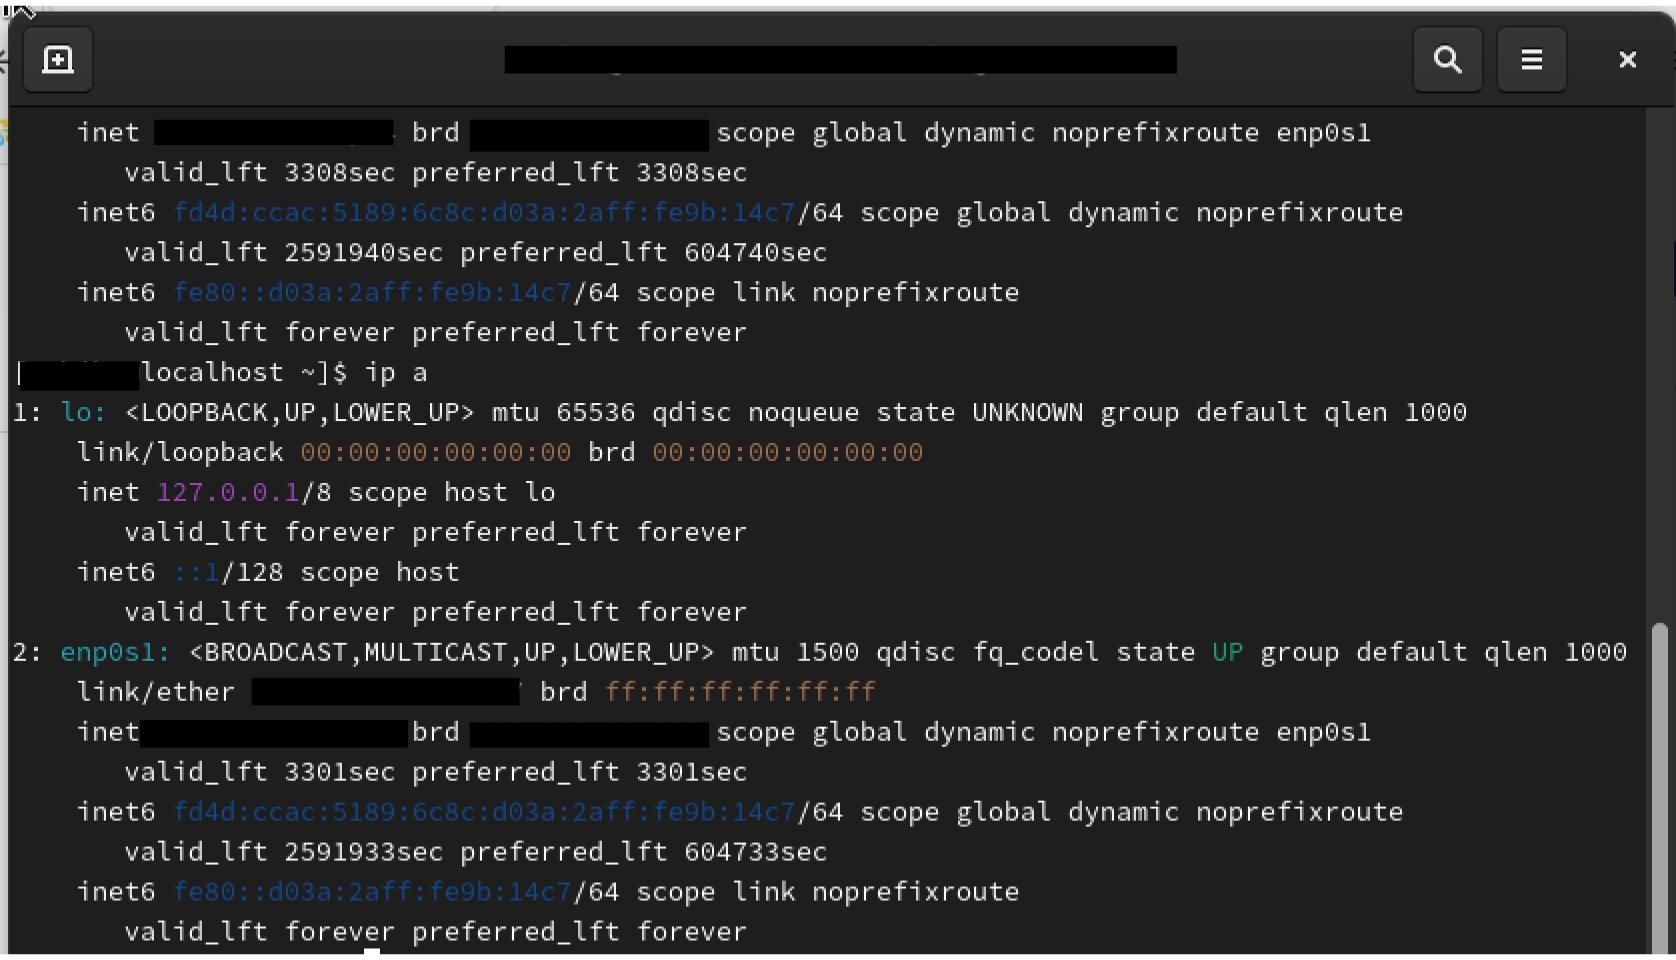 inet brd scope global dynamic noprefixroute enp0s1
valid_lft 3308sec preferred_lft 3308sec
inet6 fd4d:ccac:5189:6c8c:d03a:2aff:fe9b:14c7/64 scope global dynamic noprefixroute
valid_lft 2591940sec preferred_lft 604740sec
inet6 fe80::d03a:2aff:fe9b:14c7/64 scope link noprefixroute
valid_lft forever preferred_lft forever
[ localhost ~]$ ip a
1: lo: <LOOPBACK,UP,LOWER_UP> mtu 65536 qdisc noqueue state UNKNOWN group default qlen 1000
link/loopback 00:00:00:00:00:00 brd 00:00:00:00:00:00
inet 127.0.0.1/8 scope host lo
valid_lft forever preferred_lft forever
inet6 ::1/128 scope host
valid_lft forever preferred_lft forever
2: enp0s1: <BROADCAST,MULTICAST,UP,LOWER_UP> mtu 1500 qdisc fq_codel state UP group default qlen 1000
link/ether brd ff:ff:ff:ff:ff:ff
inet brd scope global dynamic noprefixroute enp0s1
valid_lft 3301sec preferred_lft 3301sec
inet6 fd4d:ccac:5189:6c8c:d03a:2aff:fe9b:14c7/64 scope global dynamic noprefixroute
valid_lft 2591933sec preferred_lft 604733sec
inet6 fe80::d03a:2aff:fe9b:14c7/64 scope link noprefixroute
valid_lft forever preferred_lft forever